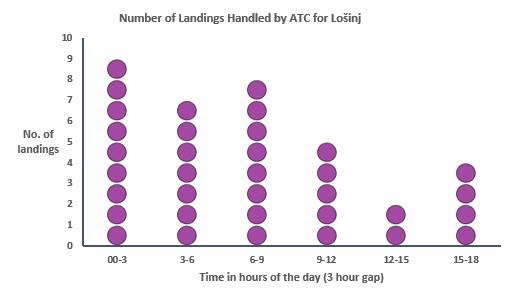 Number of Landings Handled by ATC for Lošinj
10
9
8
7
6
5
4
3
2
1
0
No. of
landings
00-3 3-6 6-9 9-12 12-15 15-18
Time in hours of the day (3 hour gap)